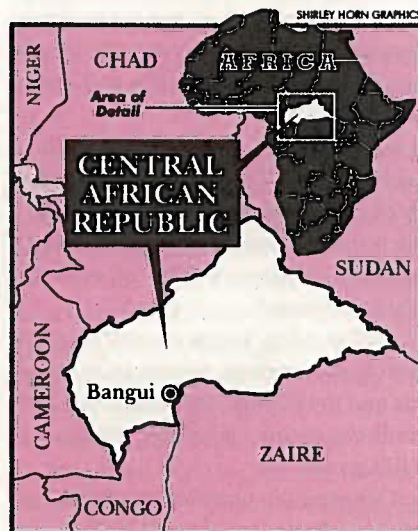 SHIRLEY HORN GRAPHICS
NIGER
CHAD
AFRICA
Area of
Detail
CENTRAL
AFRICAN
REPUBLIC
SUDAN
CAMEROON
Bangui
ZAIRE
CONGO